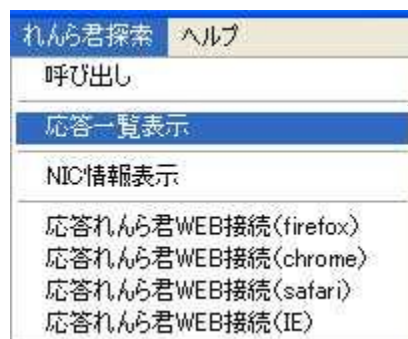 れんら君探索 ヘルプ
呼び出し
応答一覧表示
NIC情報表示
応答れんら君WEB接続(firefox)
応答れんら君WEB接続(chrome)
応答れんら君WEB接続(safari)
応答れんら君WEB接続(IE)